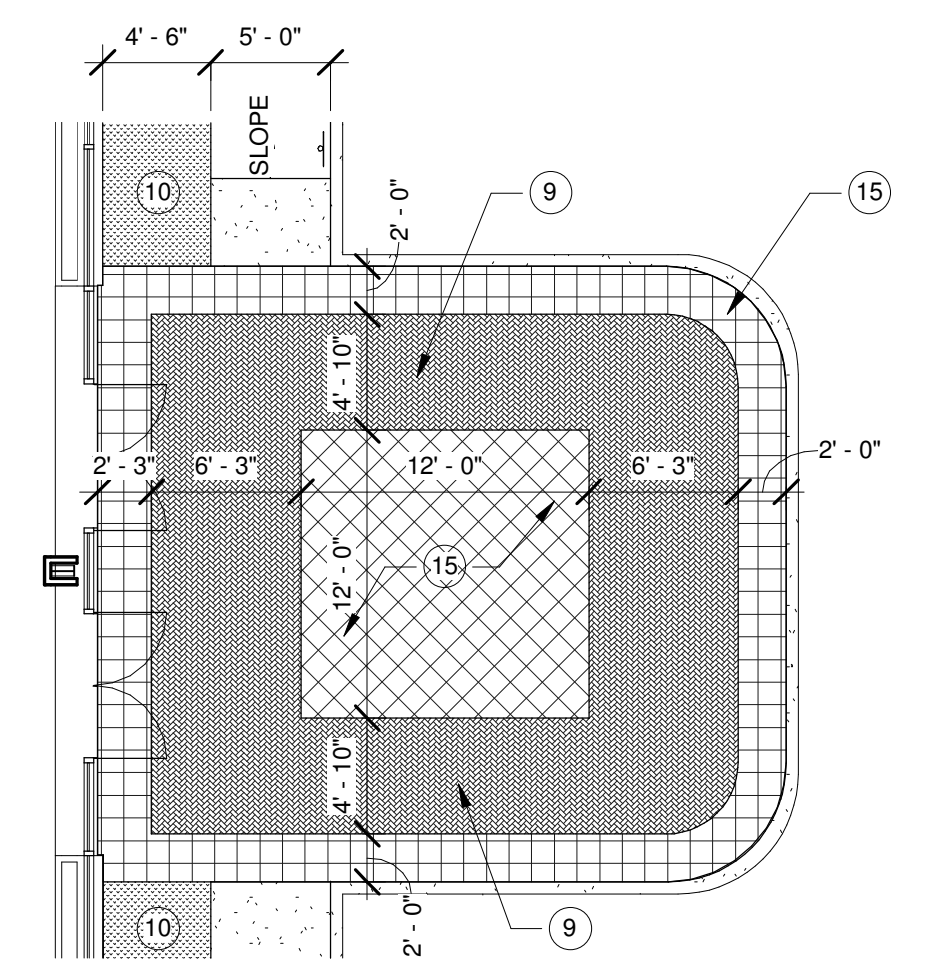 4' - 6" 5' - 0"
SLOPE
10
2' - 0"
9
15
4' - 10"
2' - 3" 6' - 3" 12' - 0" 6' - 3" 2' - 0"
12' - 0"
15
4' - 10"
2' - 0"
10
9